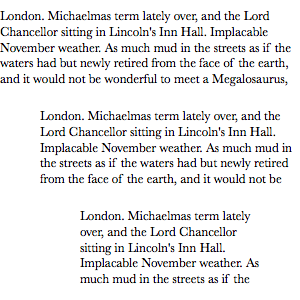 London. Michaelmas term lately over, and the Lord
Chancellor sitting in Lincoln's Inn Hall. Implacable
November weather. As much mud in the streets as if the
waters had but newly retired from the face of the earth,
and it would not be wonderful to meet a Megalosaurus,
London. Michaelmas term lately over, and the
Lord Chancellor sitting in Lincoln's Inn Hall.
Implacable November weather. As much mud in
the streets as if the waters had but newly retired
from the face of the earth, and it would not be
London. Michaelmas term lately
over, and the Lord Chancellor
sitting in Lincoln's Inn Hall.
Implacable November weather. As
much mud in the streets as if the